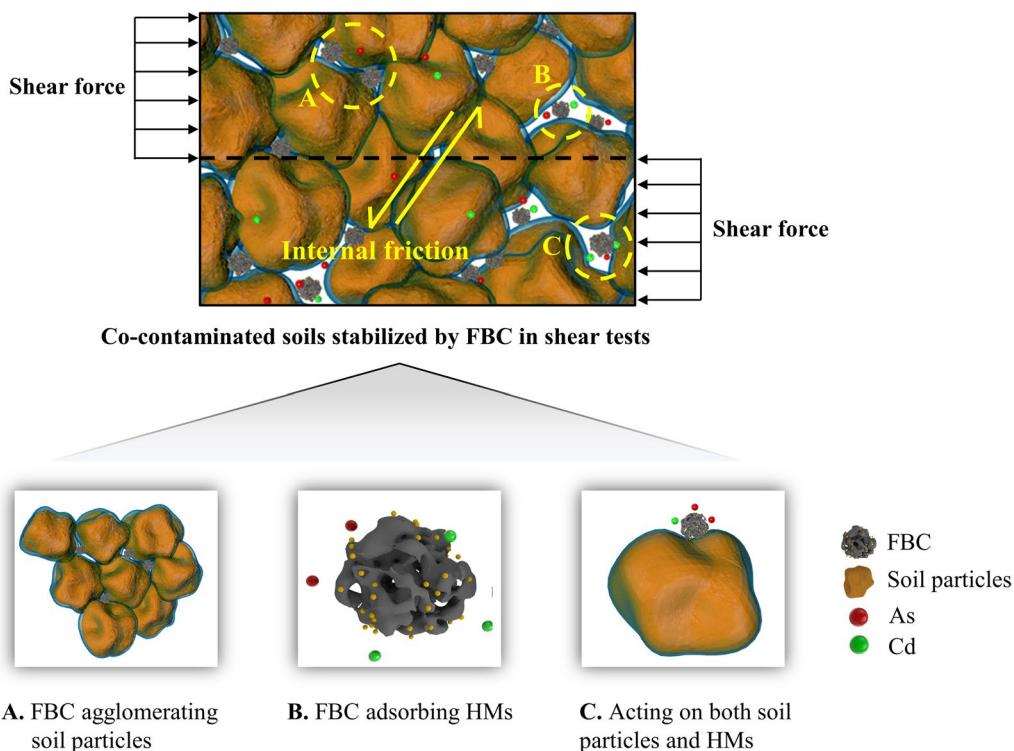 A
B
Shear force
Shear force
Internal friction
C
Co-contaminated soils stabilized by FBC in shear tests
FBC
Soil particles
As
Cd
A. FBC agglomerating
soil particles
B. FBC adsorbing HMs
C. Acting on both soil
particles and HMs